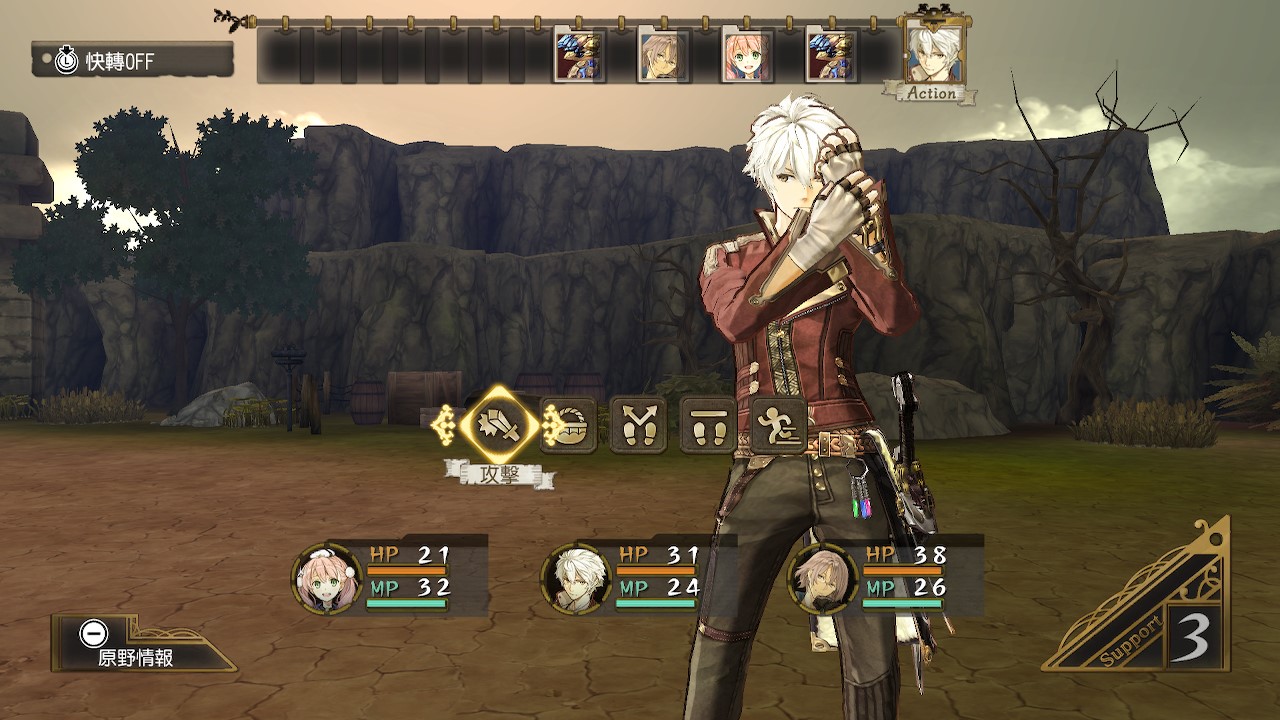 快轉OFF
Action
攻擊
HP 21
MP 32
HP 31
MP 24
HP 38
MP 26
原野情報
Support 3